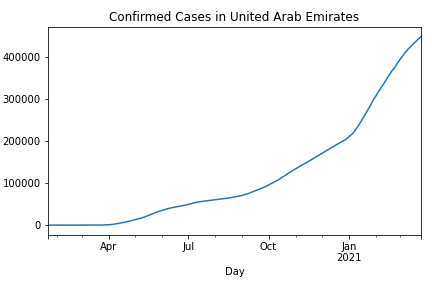 Confirmed Cases in United Arab Emirates
400000
300000
200000
100000
0
Apr
Jul
Oct
Jan
2021
Day